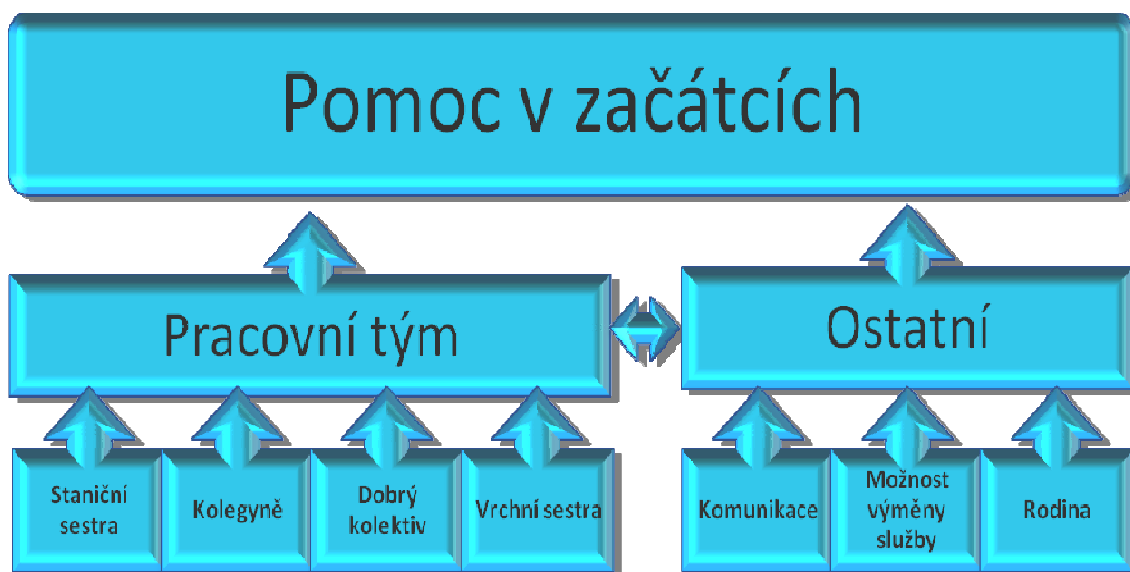 Pomoc v začátcích
Pracovní tým
Ostatní
Staniční
sestra
Kolegyně
Dobrý
kolektiv
Vrchní sestra
Komunikace
Možnost
výměny
služby
Rodina